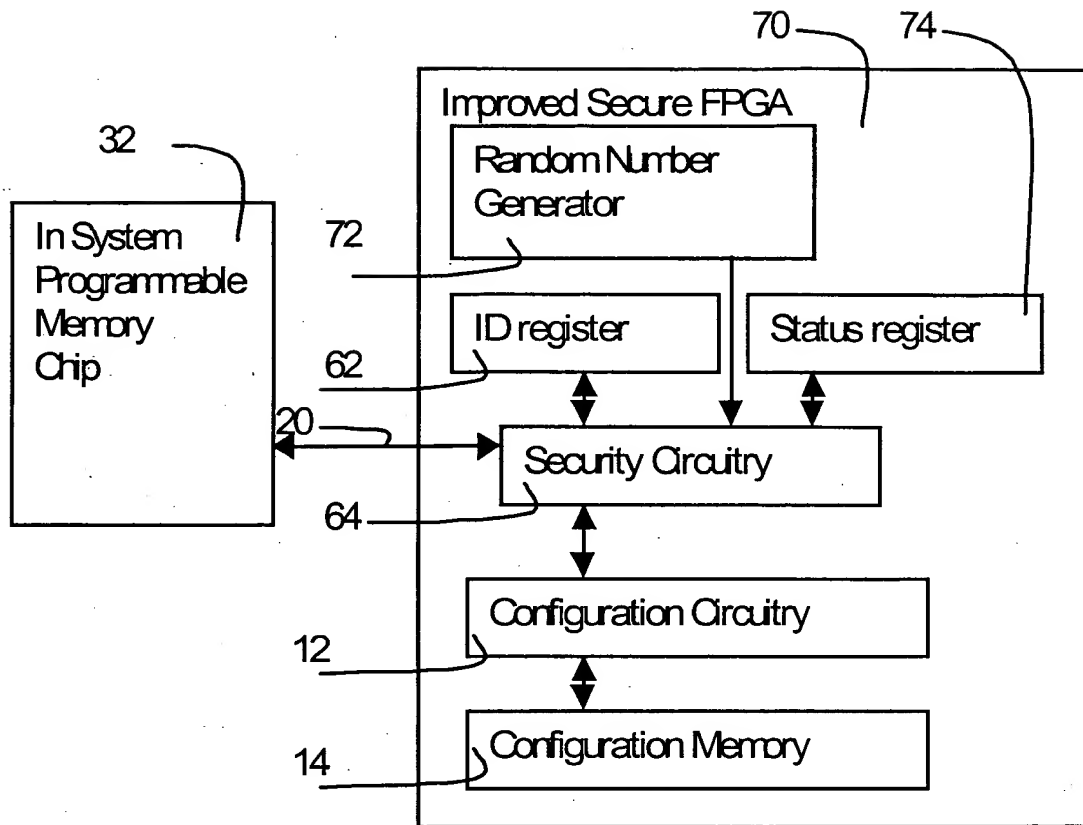 70
74
Improved Secure FPGA
32
Random Number
Generator
In System
Programmable
Memory
Chip
72
ID register
Status register
62
20
Security Circuitry
64
Configuration Circuitry
12
Configuration Memory
14